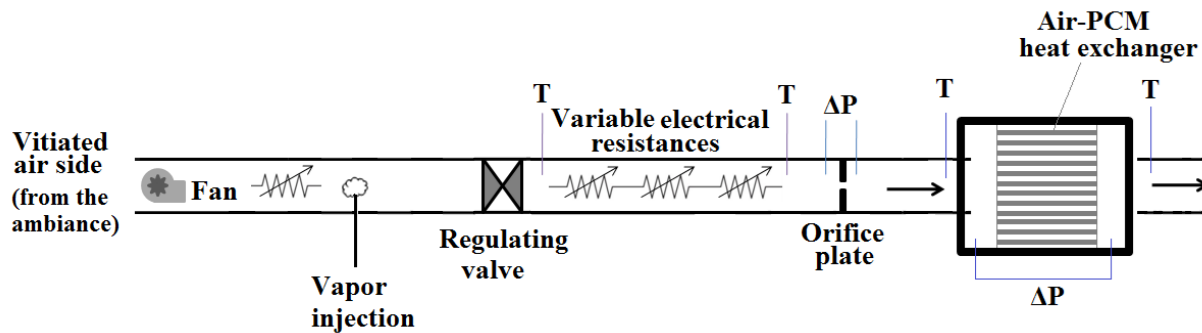 Air-PCM
heat exchanger
T
T
ΔP
T
T
Variable electrical
resistances
Vitiated
air side
(from the
ambiance)
Fan
Regulating
valve
Orifice
plate
Vapor
injection
ΔP